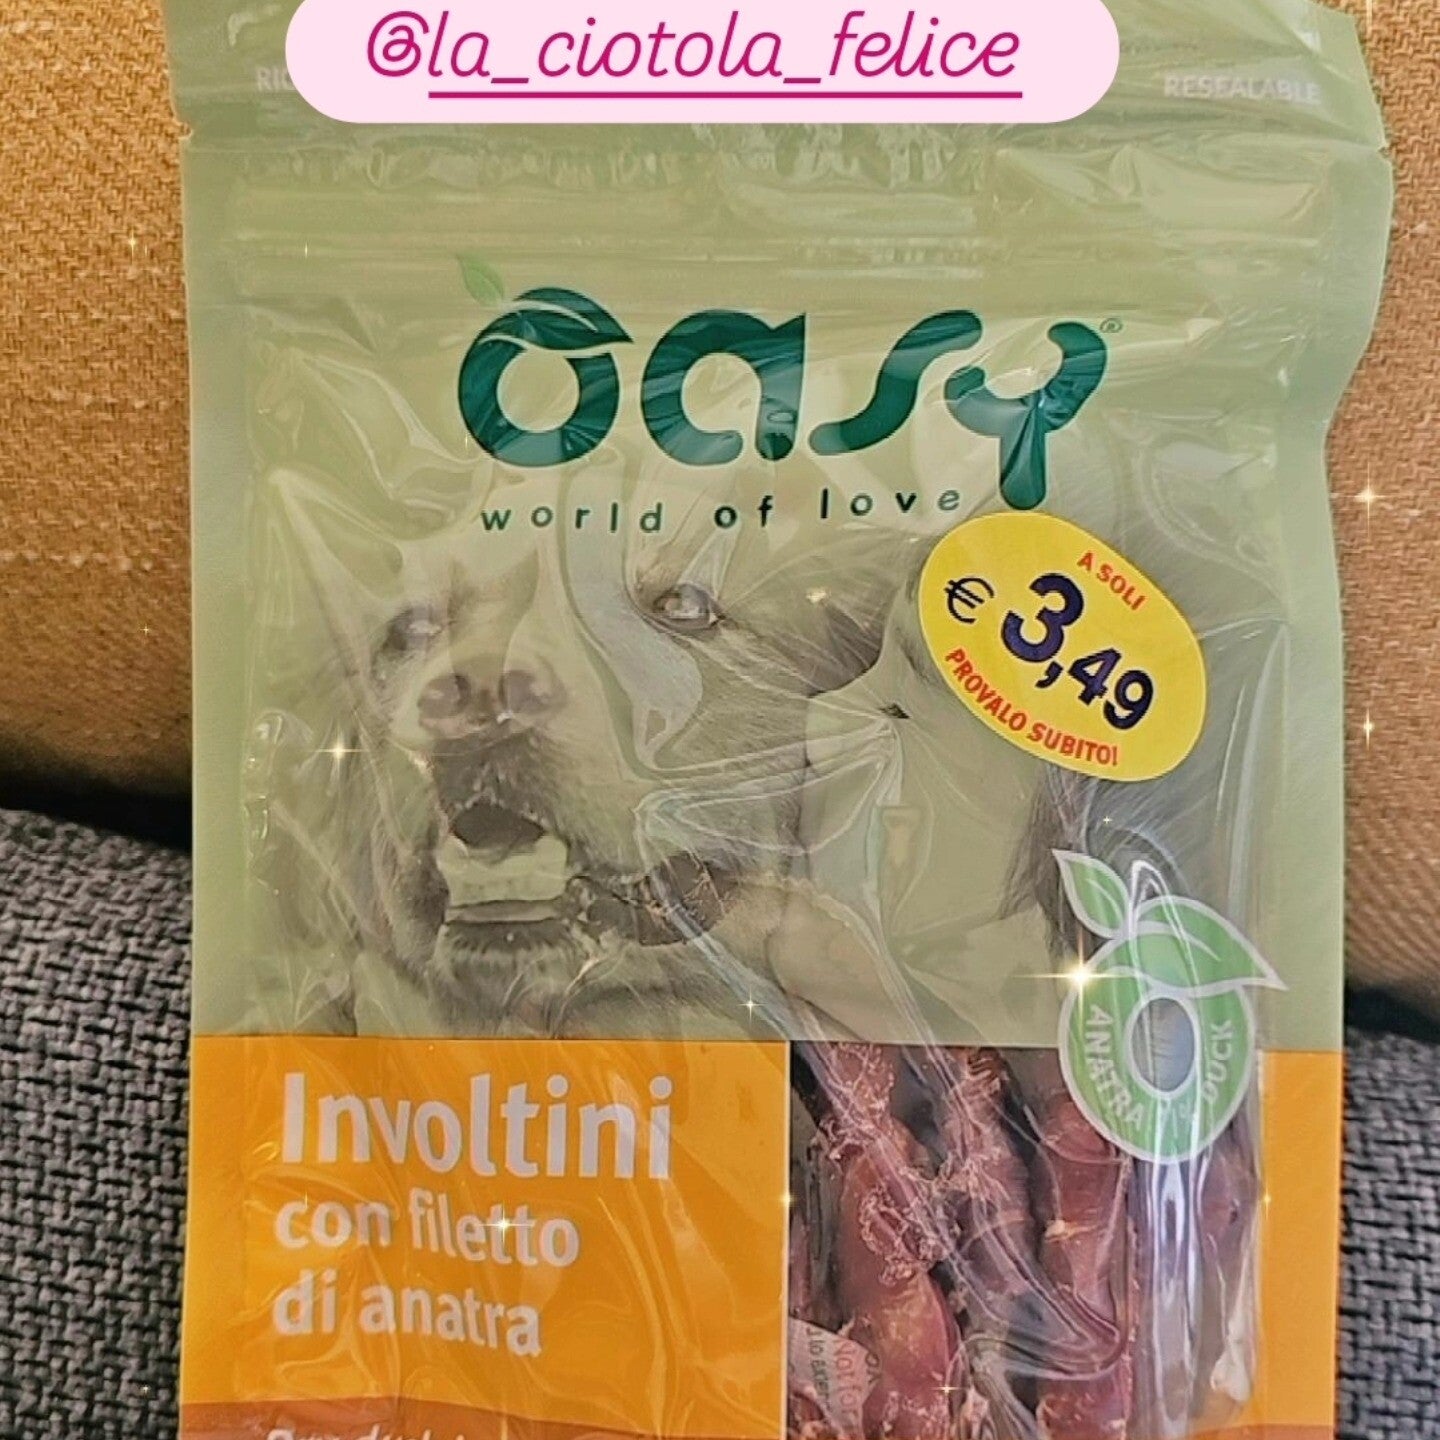 @la_ciotola_felice
RESEALABLE
oasy®
world of love
A SOLI
€ 3,49
PROVALO SUBITO!
ANATRA DUCK
Involtini
con filetto
di anatra